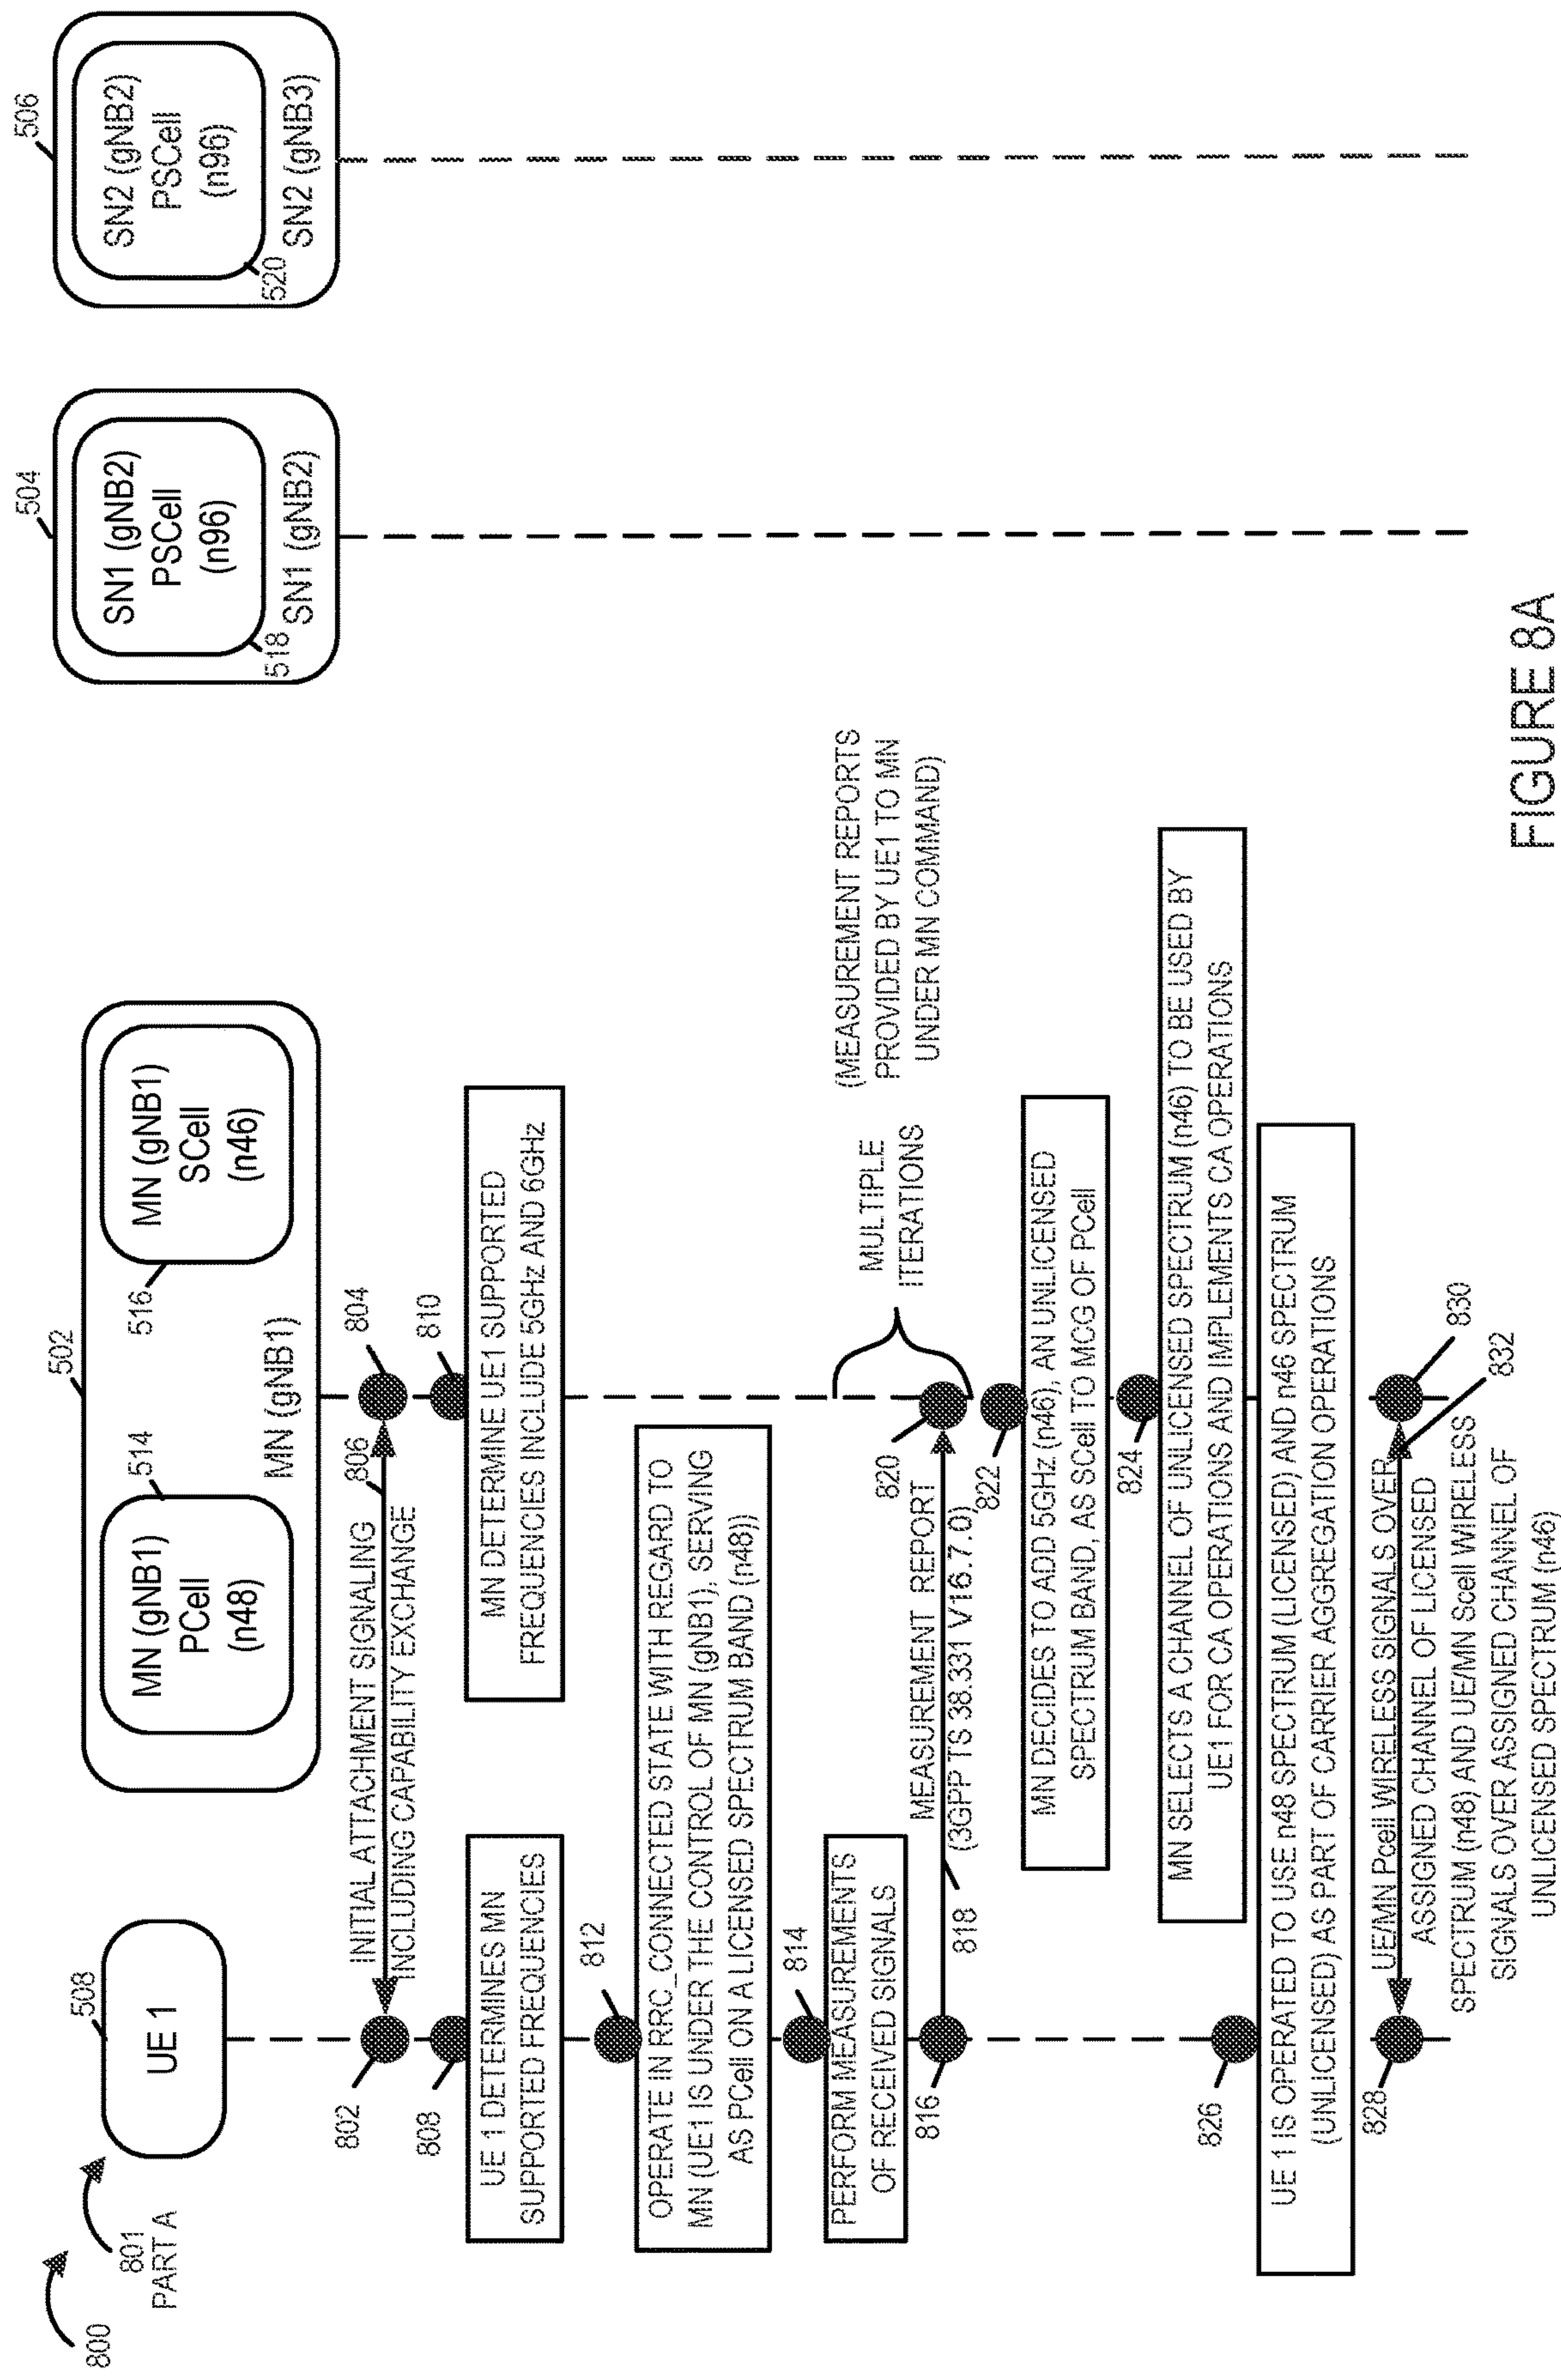 800
801
PART A
508
UE 1
502
514
MN (gNB1)
PCell
(n48)
516
MN (gNB1)
SCell
(n46)
MN (gNB1)
504
SN1 (gNB2)
PSCell
(n96)
518
SN1 (gNB2)
506
SN2 (gNB2)
PSCell
(n96)
520
SN2 (gNB3)
802
INITIAL ATTACHMENT SIGNALING
INCLUDING CAPABILITY EXCHANGE
806
804
808
UE 1 DETERMINES MN
SUPPORTED FREQUENCIES
810
MN DETERMINE UE1 SUPPORTED
FREQUENCIES INCLUDE 5GHz AND 6GHz
812
OPERATE IN RRC_CONNECTED STATE WITH REGARD TO
MN (UE1 IS UNDER THE CONTROL OF MN (gNB1), SERVING
AS PCell ON A LICENSED SPECTRUM BAND (n48))
814
PERFORM MEASUREMENTS
OF RECEIVED SIGNALS
816
818
MEASUREMENT REPORT
(3GPP TS 38.331 V16.7.0)
820
MULTIPLE
ITERATIONS
(MEASUREMENT REPORTS
PROVIDED BY UE1 TO MN
UNDER MN COMMAND)
822
MN DECIDES TO ADD 5GHz (n46), AN UNLICENSED
SPECTRUM BAND, AS SCell TO MCG OF PCell
824
MN SELECTS A CHANNEL OF UNLICENSED SPECTRUM (n46) TO BE USED BY
UE1 FOR CA OPERATIONS AND IMPLEMENTS CA OPERATIONS
826
UE 1 IS OPERATED TO USE n48 SPECTRUM (LICENSED) AND n46 SPECTRUM
(UNLICENSED) AS PART OF CARRIER AGGREGATION OPERATIONS
828
830
832
UE/MN Pcell WIRELESS SIGNALS OVER
ASSIGNED CHANNEL OF LICENSED
SPECTRUM (n48) AND UE/MN Scell WIRELESS
SIGNALS OVER ASSIGNED CHANNEL OF
UNLICENSED SPECTRUM (n46)
FIGURE 8A